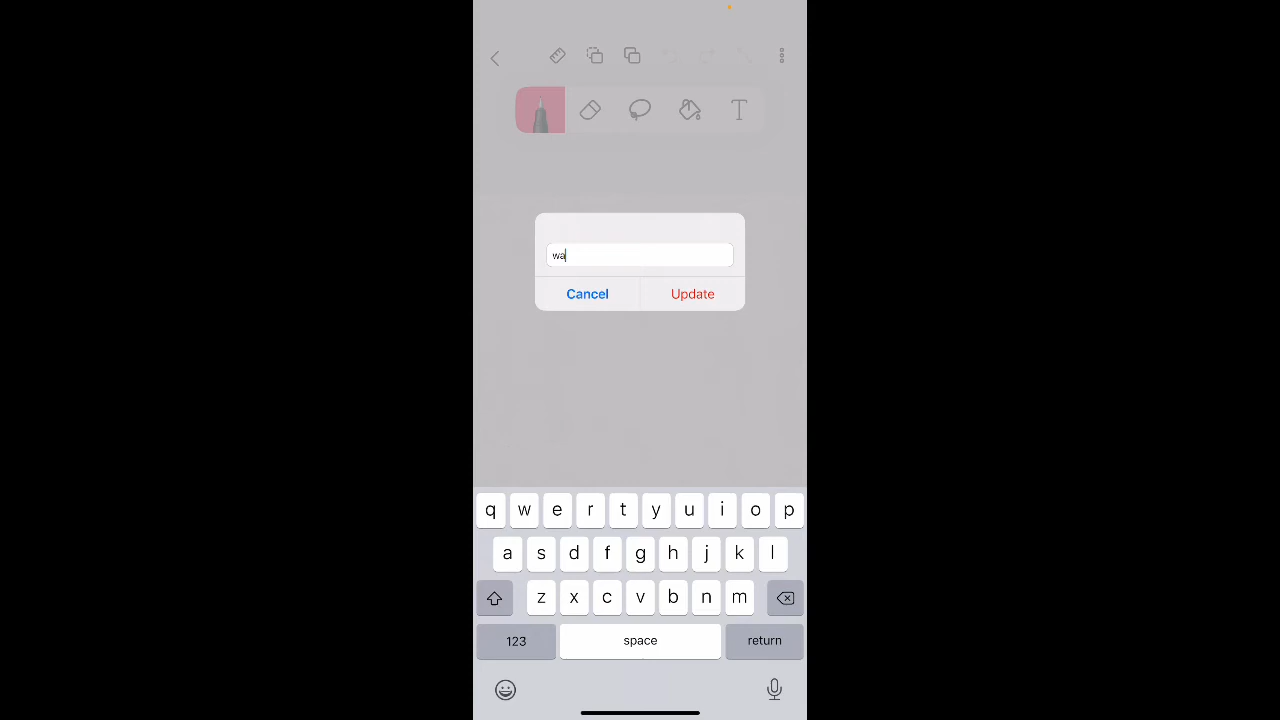 T
wa
Cancel Update
q w e r t y u i o p
a s d f g h j k l
z x c v b n m
123 space return